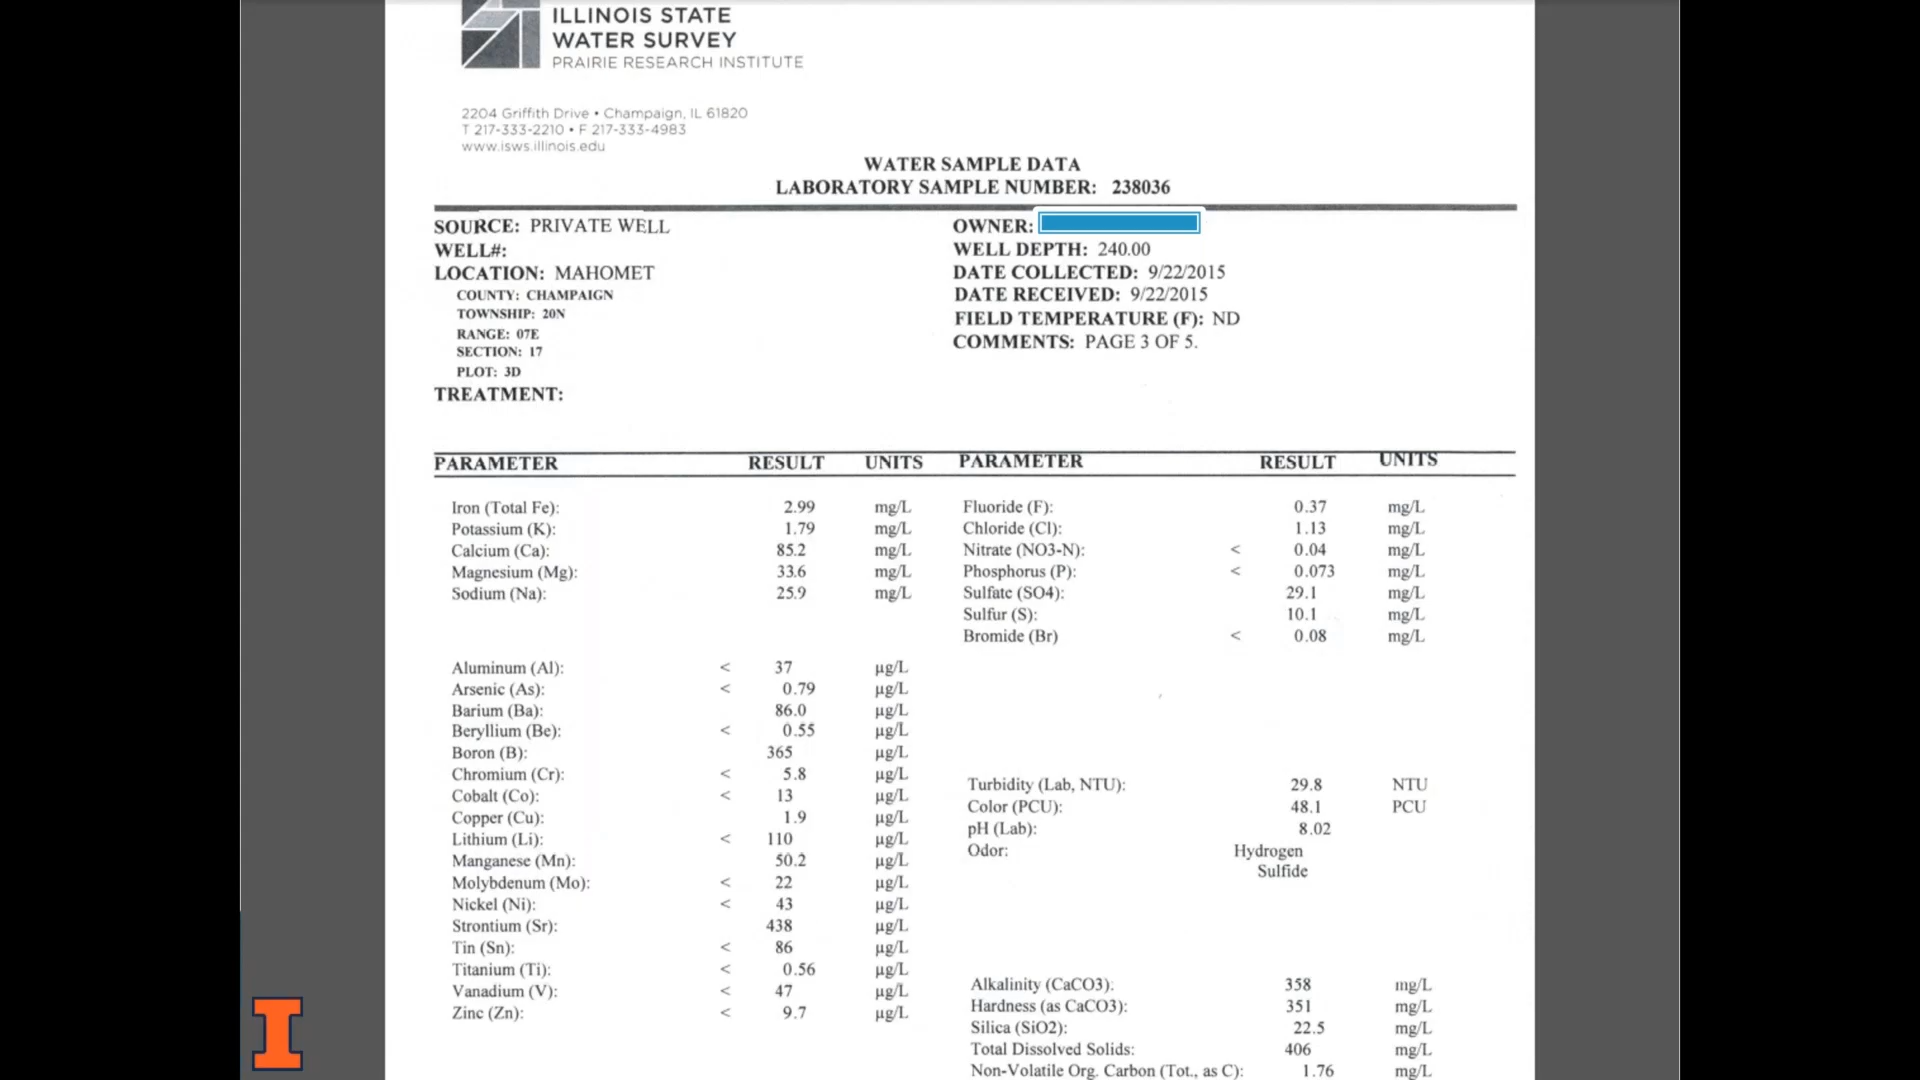 ILLINOIS STATE
WATER SURVEY
PRAIRIE RESEARCH INSTITUTE
2204 Griffith Drive • Champaign, IL 61820
T 217-333-2210 • F 217-333-4983
www.isws.illinois.edu
WATER SAMPLE DATA
LABORATORY SAMPLE NUMBER: 238036
SOURCE: PRIVATE WELL
WELL#:
LOCATION: MAHOMET
COUNTY: CHAMPAIGN
TOWNSHIP: 20N
RANGE: 07E
SECTION: 17
PLOT: 3D
TREATMENT:
OWNER:
WELL DEPTH: 240.00
DATE COLLECTED: 9/22/2015
DATE RECEIVED: 9/22/2015
FIELD TEMPERATURE (F): ND
COMMENTS: PAGE 3 OF 5.
PARAMETER RESULT UNITS
Iron (Total Fe): 2.99 mg/L
Potassium (K): 1.79 mg/L
Calcium (Ca): 85.2 mg/L
Magnesium (Mg): 33.6 mg/L
Sodium (Na): 25.9 mg/L
Aluminum (Al): < 37 µg/L
Arsenic (As): < 0.79 µg/L
Barium (Ba): 86.0 µg/L
Beryllium (Be): < 0.55 µg/L
Boron (B): 365 µg/L
Chromium (Cr): < 5.8 µg/L
Cobalt (Co): < 13 µg/L
Copper (Cu): 1.9 µg/L
Lithium (Li): < 110 µg/L
Manganese (Mn): 50.2 µg/L
Molybdenum (Mo): < 22 µg/L
Nickel (Ni): < 43 µg/L
Strontium (Sr): 438 µg/L
Tin (Sn): < 86 µg/L
Titanium (Ti): < 0.56 µg/L
Vanadium (V): < 47 µg/L
Zinc (Zn): < 9.7 µg/L
PARAMETER RESULT UNITS
Fluoride (F): 0.37 mg/L
Chloride (Cl): 1.13 mg/L
Nitrate (NO3-N): < 0.04 mg/L
Phosphorus (P): < 0.073 mg/L
Sulfate (SO4): 29.1 mg/L
Sulfur (S): 10.1 mg/L
Bromide (Br) < 0.08 mg/L
Turbidity (Lab, NTU): 29.8 NTU
Color (PCU): 48.1 PCU
pH (Lab): 8.02
Odor: Hydrogen
Sulfide
Alkalinity (CaCO3): 358 mg/L
Hardness (as CaCO3): 351 mg/L
Silica (SiO2): 22.5 mg/L
Total Dissolved Solids: 406 mg/L
Non-Volatile Org. Carbon (Tot., as C): 1.76 mg/L
I